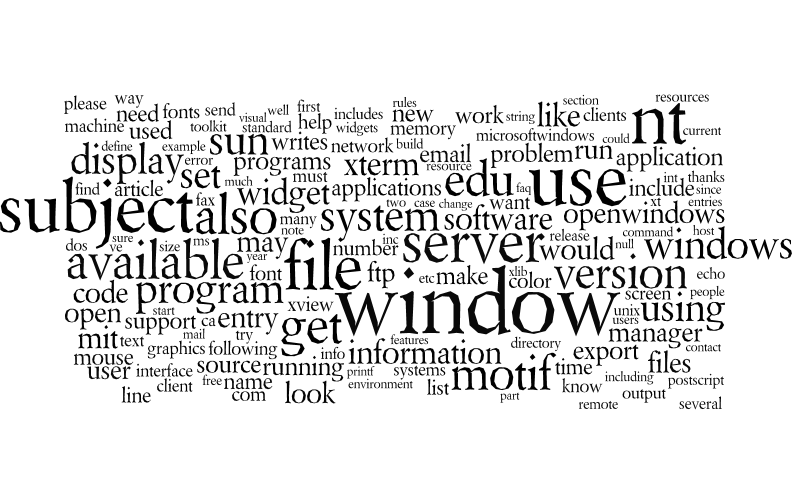 please way need fonts send visual well first includes rules new work string like clients section resources
machine used toolkit standard help widgets memory microsoftwindows could nt current
define example sun writes network build email problem run application
display error programs xterm resource
find article set much must applications edu faq use include int thanks since
subject also fax widget two case change want xt entries
many note system software openwindows
dos sure ve size ms may number inc server release would null command host windows
available year font file ftp etc make xlib color version . echo
code program xview window screen people
open start support ca entry get unix users using
mit text mail try features directory manager
mouse graphics following info information export contact
user interface source running printf systems motif time files
client free name environment list know including postscript
line com look part output
remote several